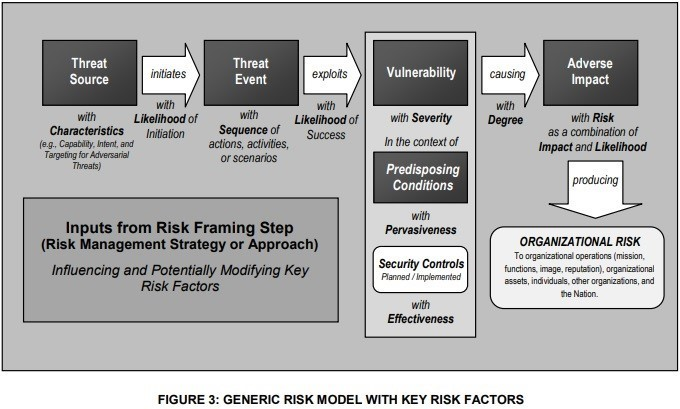 Threat
Source
initiates
Threat
Event
exploits
Vulnerability
causing
Adverse
Impact
with
Characteristics
(e.g., Capability, Intent, and
Targeting for Adversarial
Threats)
with
Likelihood of
Initiation
with
Sequence of
actions, activities,
or scenarios
with
Likelihood of
Success
with Severity
In the context of
Predisposing
Conditions
with
Pervasiveness
Security Controls
Planned / Implemented
with
Effectiveness
with
Degree
with Risk
as a combination of
Impact and Likelihood
producing
ORGANIZATIONAL RISK
To organizational operations (mission,
functions, image, reputation), organizational
assets, individuals, other organizations, and
the Nation.
Inputs from Risk Framing Step
(Risk Management Strategy or Approach)
Influencing and Potentially Modifying Key
Risk Factors
FIGURE 3: GENERIC RISK MODEL WITH KEY RISK FACTORS